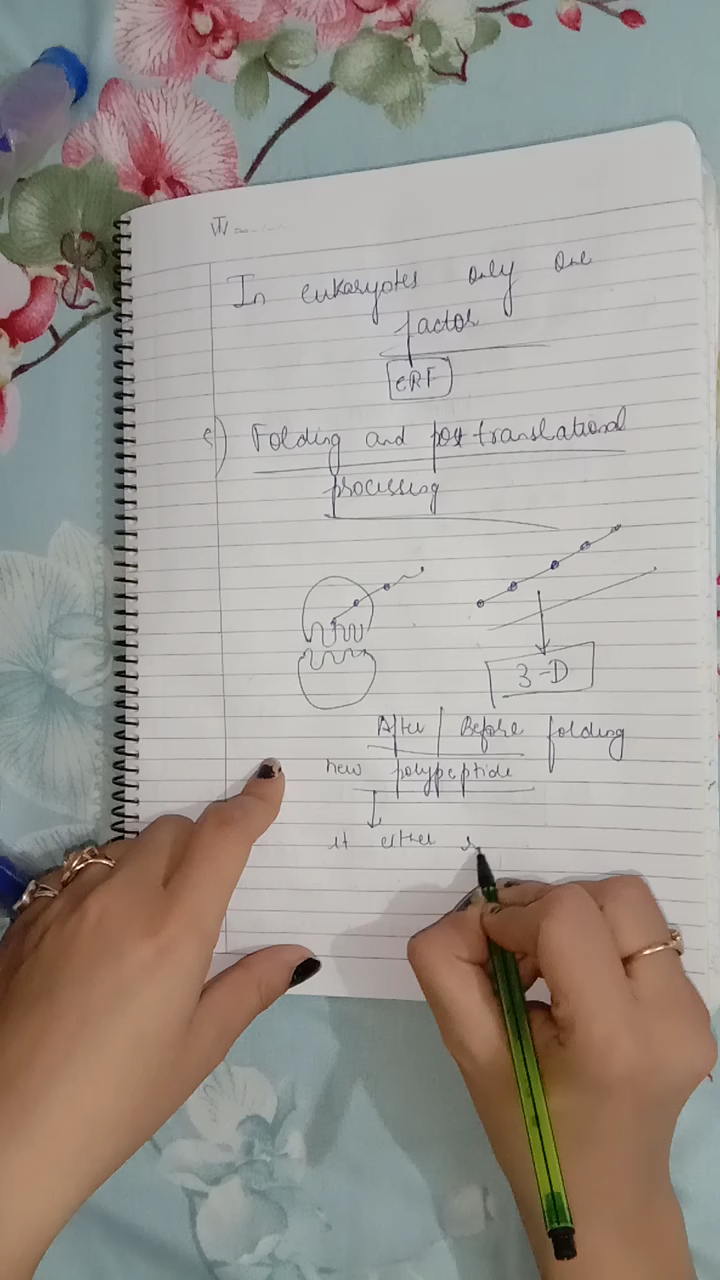 In eukaryotes only one
factor
eRF
5) Folding and post translational
processing
3-D
After / Before folding
new polypeptide
it either